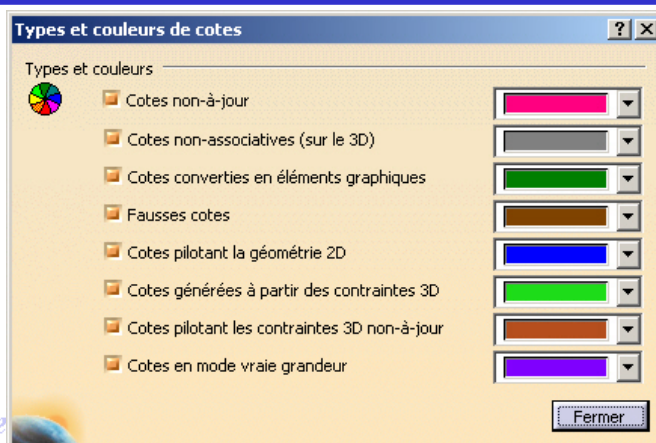 Types et couleurs de cotes
Types et couleurs
Cotes non-à-jour
Cotes non-associatives (sur le 3D)
Cotes converties en éléments graphiques
Fausses cotes
Cotes pilotant la géométrie 2D
Cotes générées à partir des contraintes 3D
Cotes pilotant les contraintes 3D non-à-jour
Cotes en mode vraie grandeur
Fermer